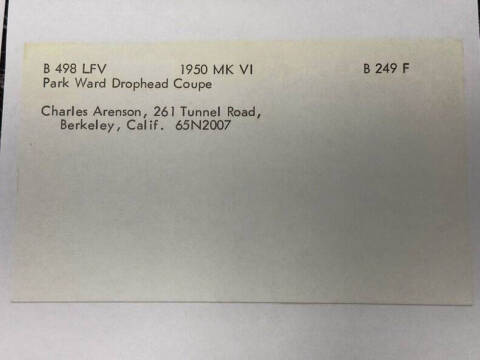 B 498 LFV 1950 MK VI B 249 F
Park Ward Drophead Coupe
Charles Arenson, 261 Tunnel Road,
Berkeley, Calif. 65N2007